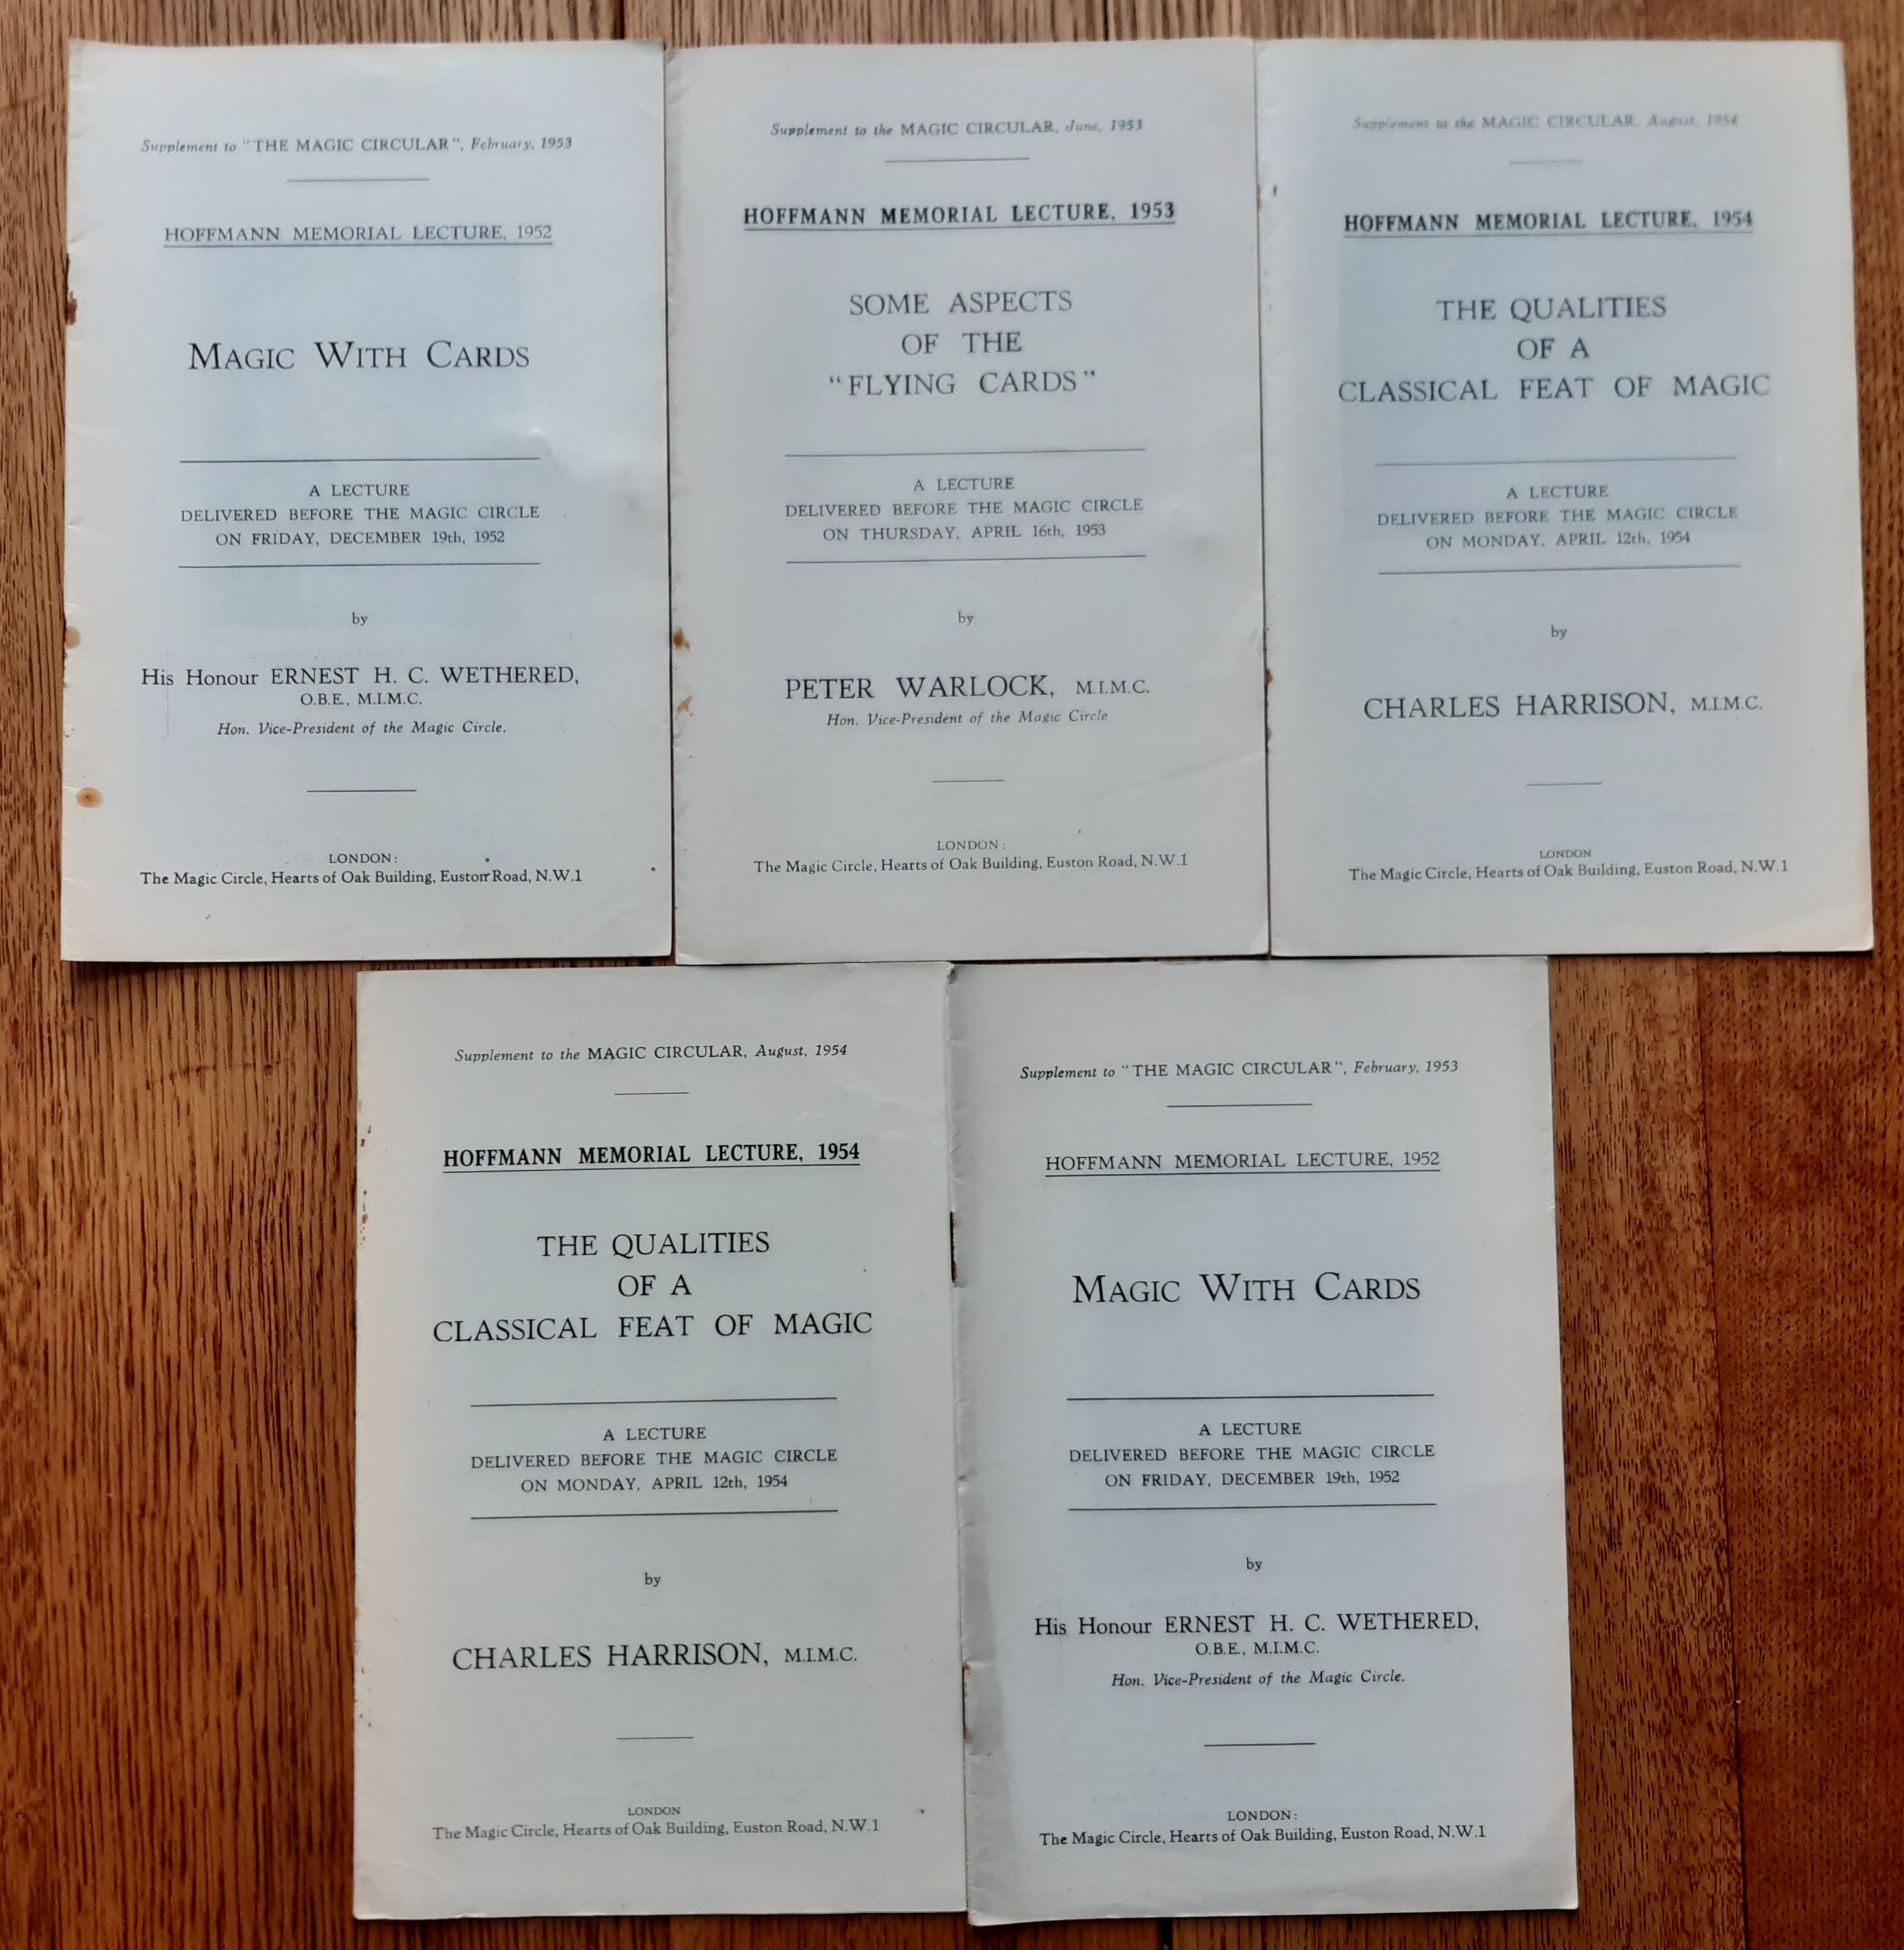 Supplement to "THE MAGIC CIRCULAR", February, 1953
HOFFMANN MEMORIAL LECTURE, 1952
MAGIC WITH CARDS
A LECTURE
DELIVERED BEFORE THE MAGIC CIRCLE
ON FRIDAY, DECEMBER 19th, 1952
by
His Honour ERNEST H. C. WETHERED,
O.B.E., M.I.M.C.
Hon. Vice-President of the Magic Circle.
LONDON:
The Magic Circle, Hearts of Oak Building, Euston Road, N.W.1
Supplement to the MAGIC CIRCULAR, June, 1953
HOFFMANN MEMORIAL LECTURE, 1953
SOME ASPECTS
OF THE
"FLYING CARDS"
A LECTURE
DELIVERED BEFORE THE MAGIC CIRCLE
ON THURSDAY, APRIL 16th, 1953
by
PETER WARLOCK, M.I.M.C.
Hon. Vice-President of the Magic Circle
LONDON:
The Magic Circle, Hearts of Oak Building, Euston Road, N.W.1
Supplement to the MAGIC CIRCULAR, August, 1954
HOFFMANN MEMORIAL LECTURE, 1954
THE QUALITIES
OF A
CLASSICAL FEAT OF MAGIC
A LECTURE
DELIVERED BEFORE THE MAGIC CIRCLE
ON MONDAY, APRIL 12th, 1954
by
CHARLES HARRISON, M.I.M.C.
LONDON
The Magic Circle, Hearts of Oak Building, Euston Road, N.W.1
Supplement to the MAGIC CIRCULAR, August, 1954
HOFFMANN MEMORIAL LECTURE, 1954
THE QUALITIES
OF A
CLASSICAL FEAT OF MAGIC
A LECTURE
DELIVERED BEFORE THE MAGIC CIRCLE
ON MONDAY, APRIL 12th, 1954
by
CHARLES HARRISON, M.I.M.C.
LONDON
The Magic Circle, Hearts of Oak Building, Euston Road, N.W.1
Supplement to "THE MAGIC CIRCULAR", February, 1953
HOFFMANN MEMORIAL LECTURE, 1952
MAGIC WITH CARDS
A LECTURE
DELIVERED BEFORE THE MAGIC CIRCLE
ON FRIDAY, DECEMBER 19th, 1952
by
His Honour ERNEST H. C. WETHERED,
O.B.E., M.I.M.C.
Hon. Vice-President of the Magic Circle.
LONDON:
The Magic Circle, Hearts of Oak Building, Euston Road, N.W.1